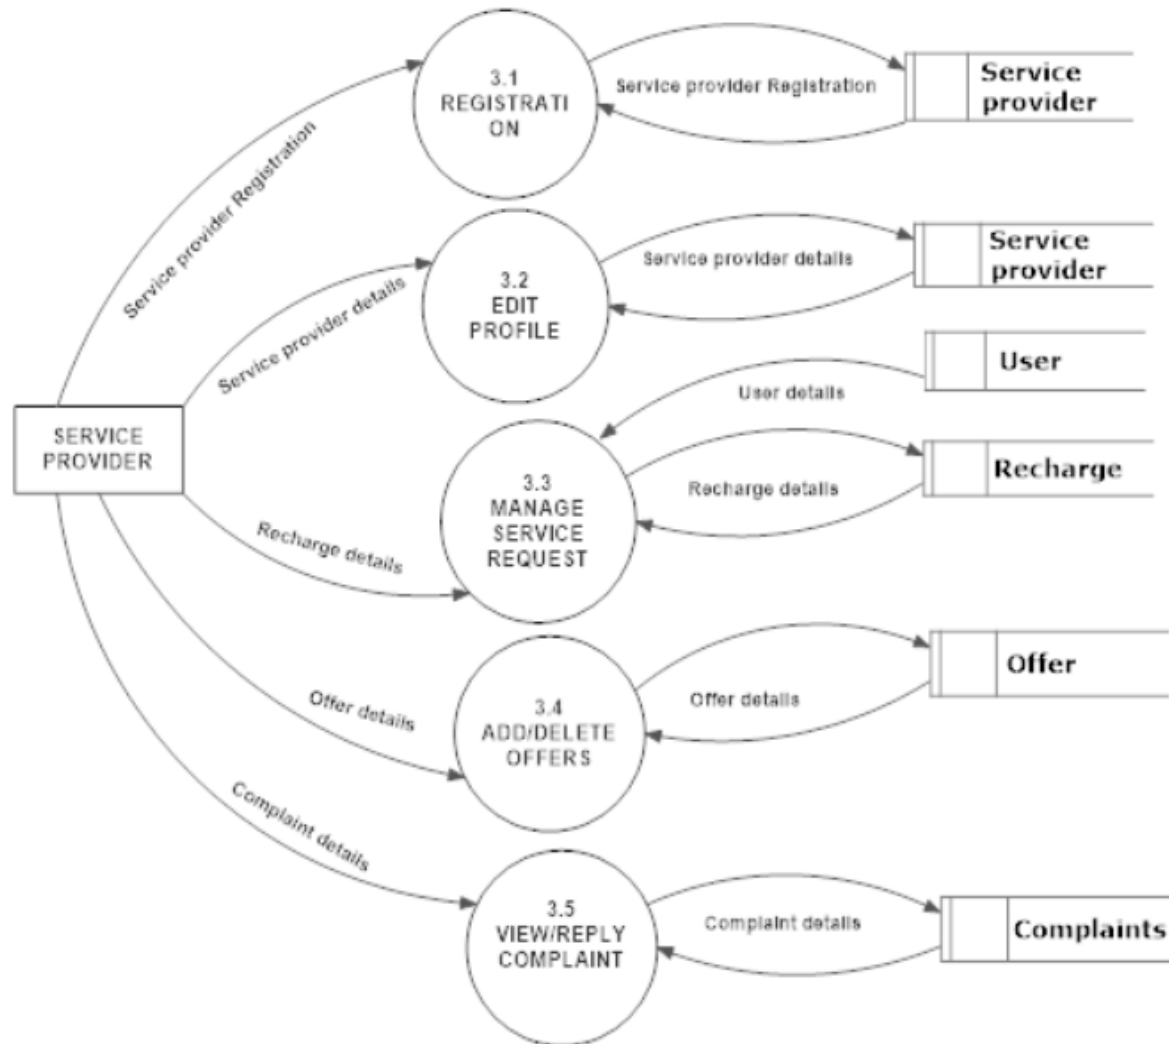 3.1
REGISTRATI
ON
Service provider Registration
Service
provider
Service provider Registration
3.2
EDIT
PROFILE
Service provider details
Service
provider
Service provider details
User
User details
SERVICE
PROVIDER
3.3
MANAGE
SERVICE
REQUEST
Recharge details
Recharge
Recharge details
3.4
ADD/DELETE
OFFERS
Offer details
Offer
Offer details
Complaint details
3.5
VIEW/REPLY
COMPLAINT
Complaint details
Complaints